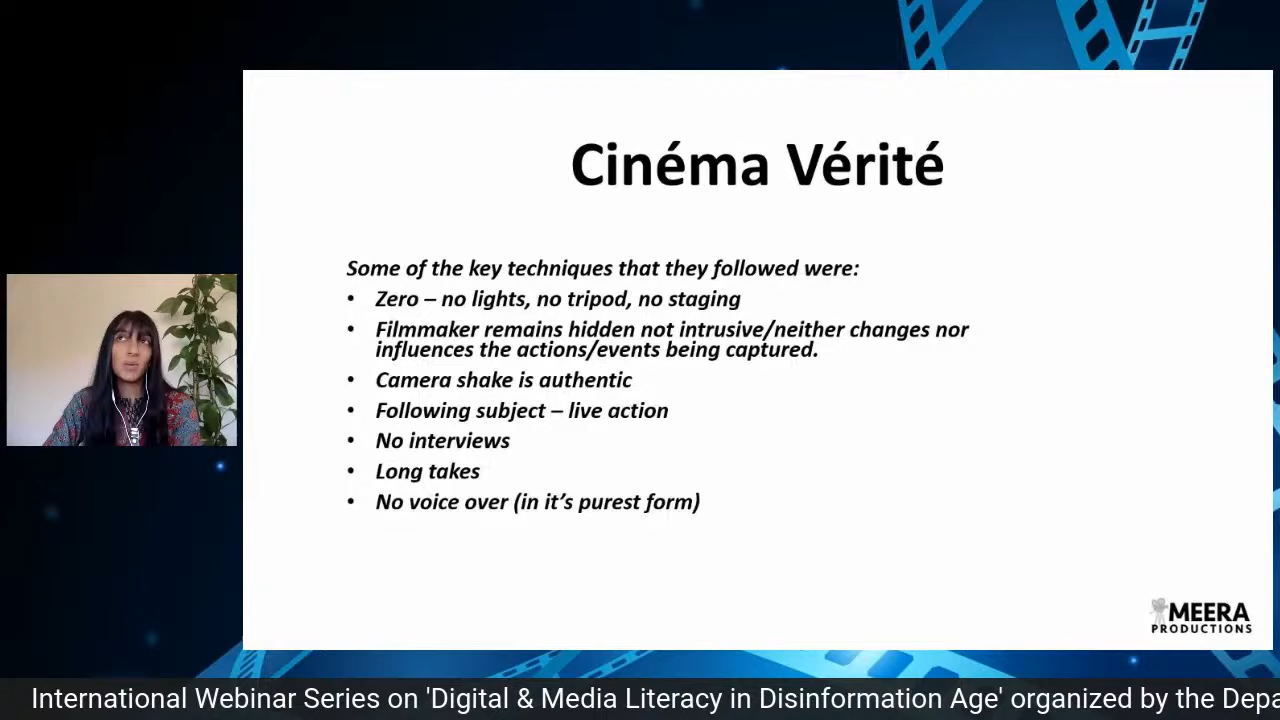 Cinéma Vérité
Some of the key techniques that they followed were:
• Zero – no lights, no tripod, no staging
• Filmmaker remains hidden not intrusive/neither changes nor
influences the actions/events being captured.
• Camera shake is authentic
• Following subject – live action
• No interviews
• Long takes
• No voice over (in it’s purest form)
MEERA
PRODUCTIONS
International Webinar Series on 'Digital & Media Literacy in Disinformation Age' organized by the Depa